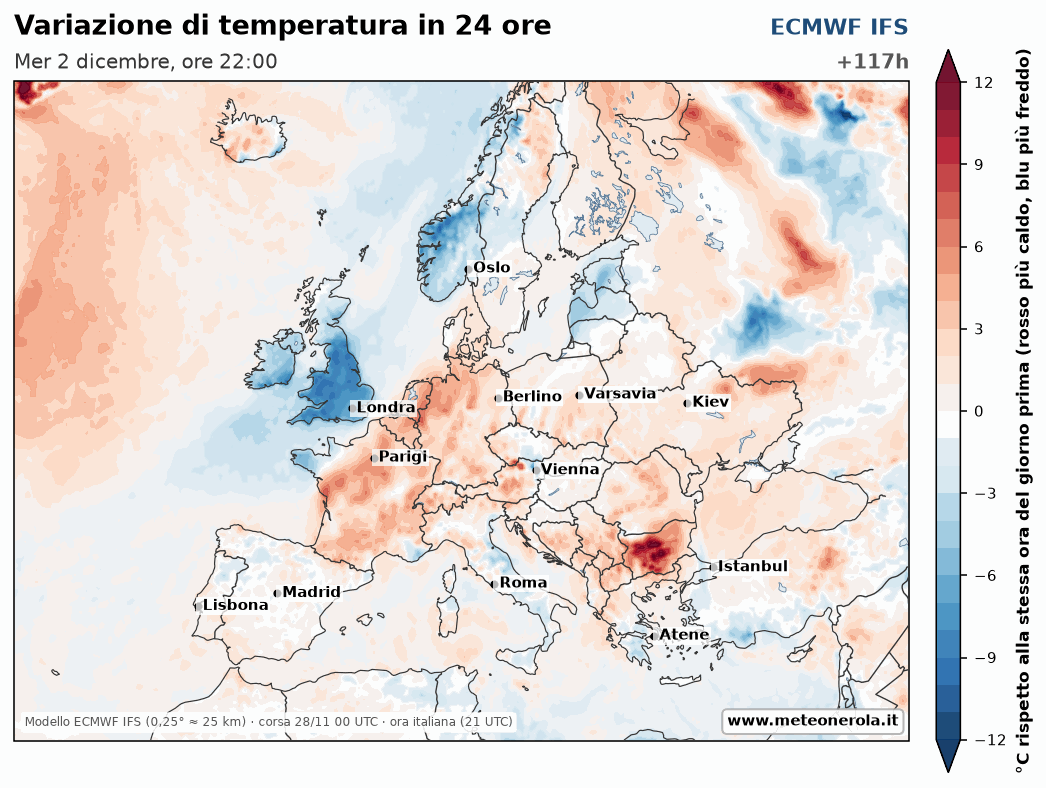 Variazione di temperatura in 24 ore
ECMWF IFS
Mer 2 dicembre, ore 22:00
+117h
Oslo
Londra
Berlino
Varsavia
Kiev
Parigi
Vienna
Istanbul
Roma
Madrid
Lisbona
Atene
Modello ECMWF IFS (0,25° ≈ 25 km) · corsa 28/11 00 UTC · ora italiana (21 UTC)
www.meteonerola.it
12
9
6
3
0
−3
−6
−9
−12
°C rispetto alla stessa ora del giorno prima (rosso più caldo, blu più freddo)